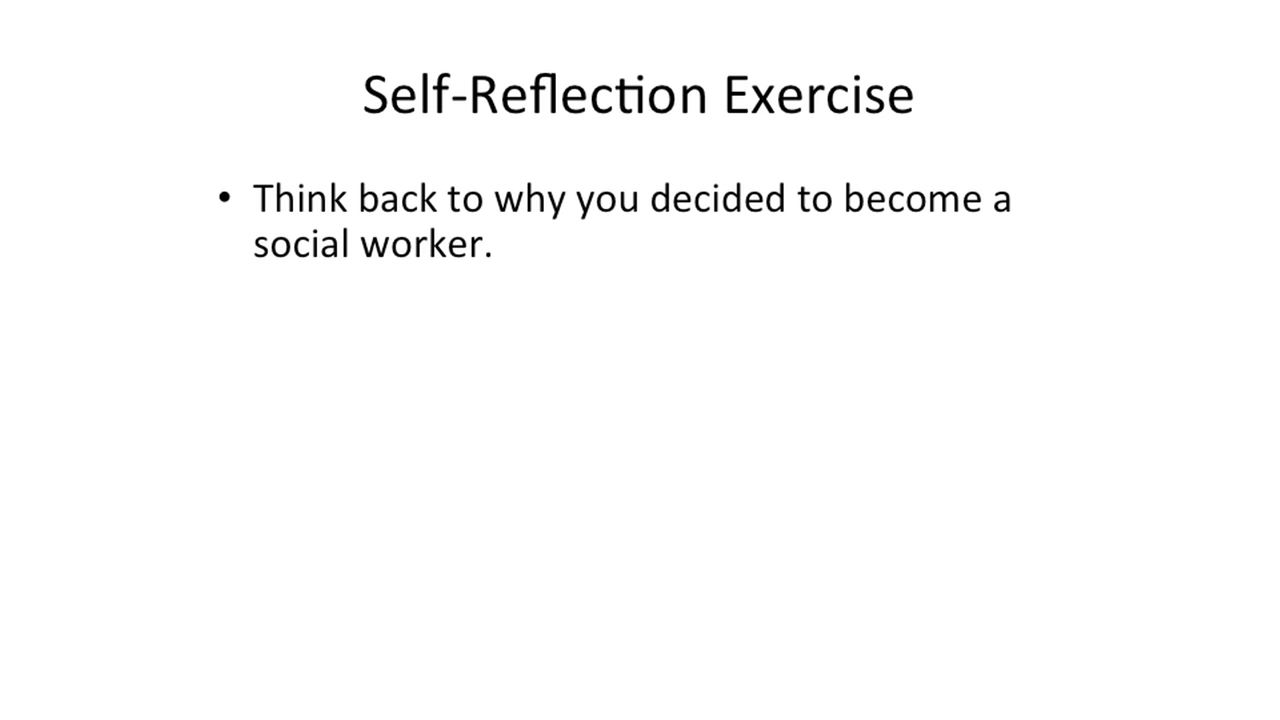 Self-Reflection Exercise
• Think back to why you decided to become a
social worker.